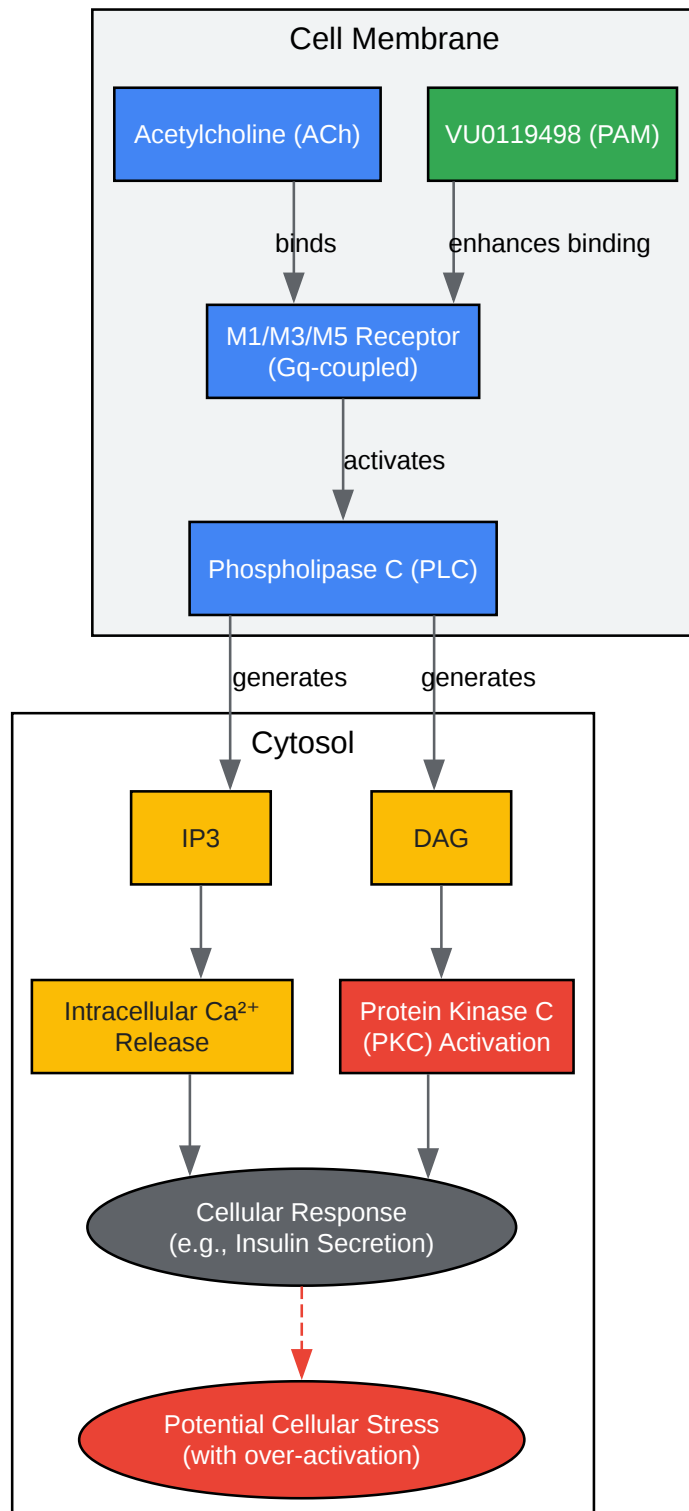 Cell Membrane
Acetylcholine (ACh)
VU0119498 (PAM)
binds
enhances binding
M1/M3/M5 Receptor
(Gq-coupled)
activates
Phospholipase C (PLC)
generates
generates
Cytosol
IP3
DAG
Intracellular Ca²⁺
Release
Protein Kinase C
(PKC) Activation
Cellular Response
(e.g., Insulin Secretion)
Potential Cellular Stress
(with over-activation)